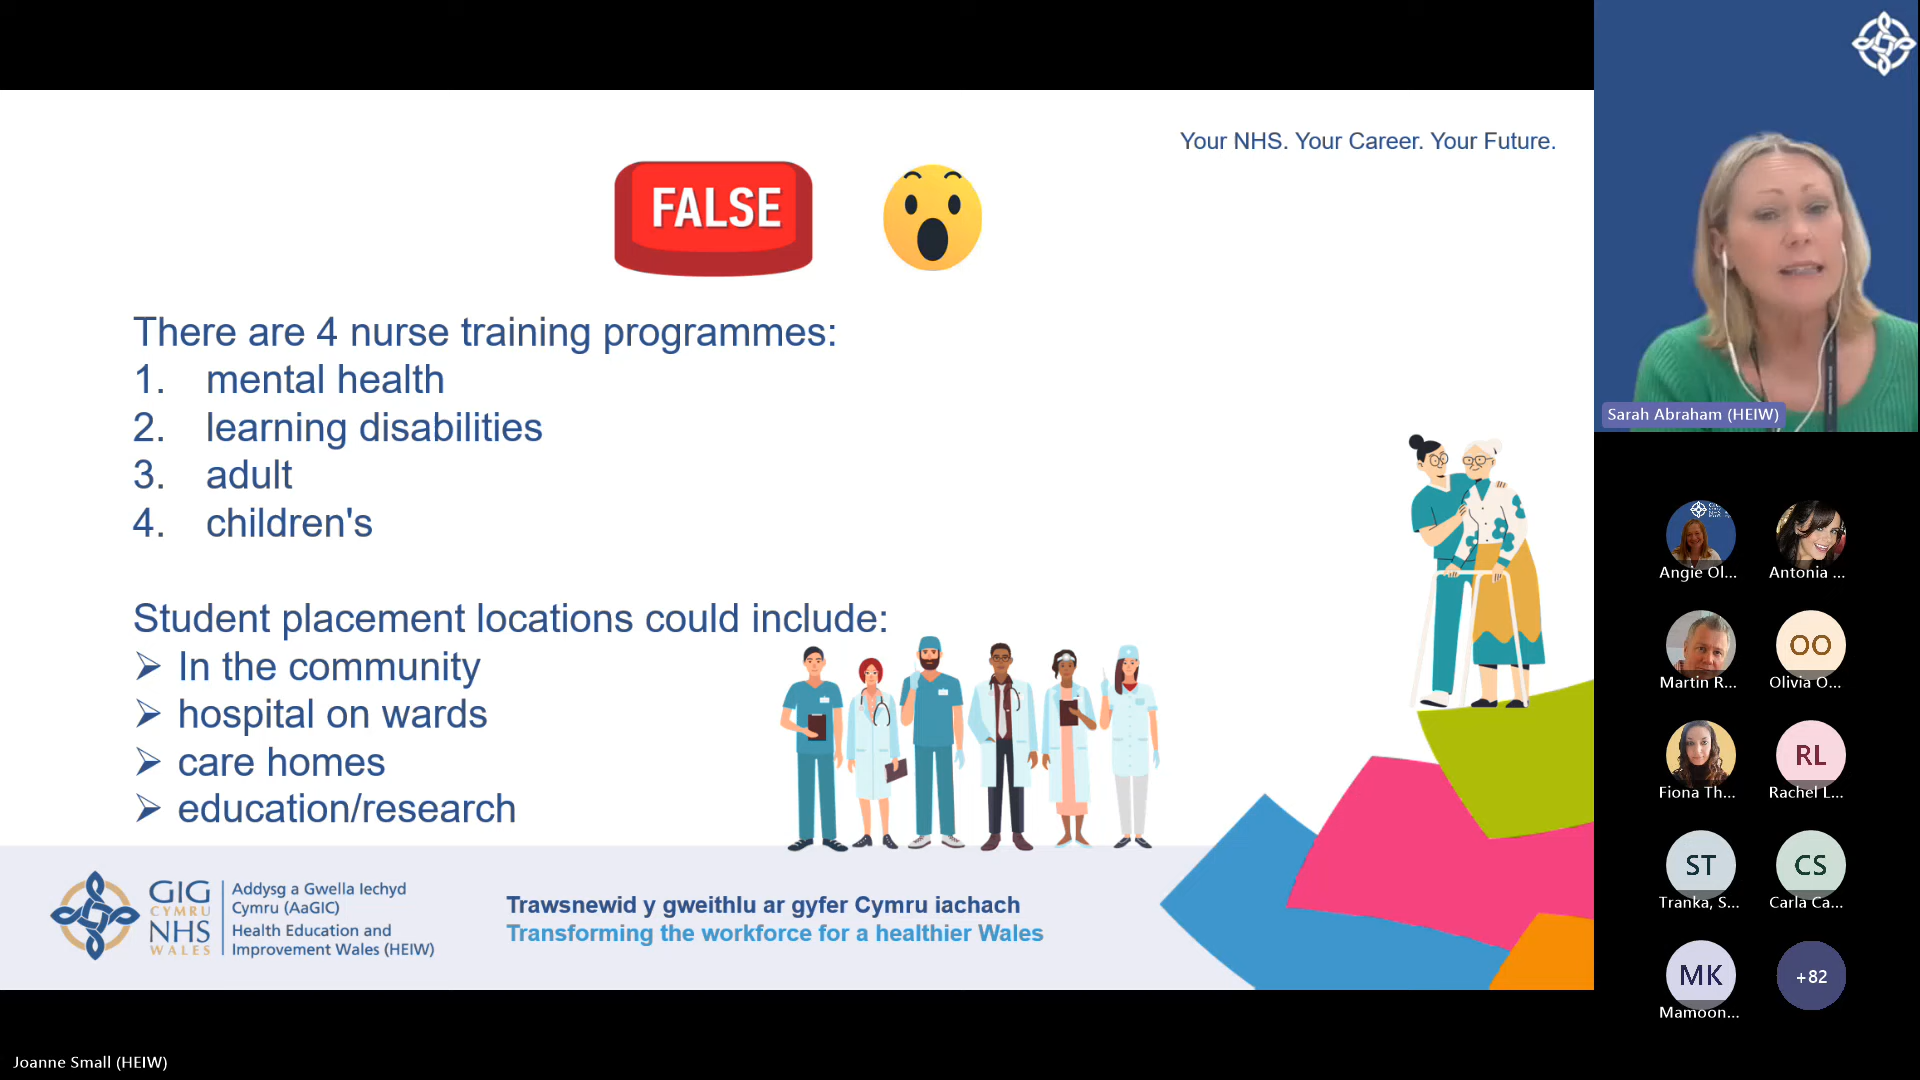 Your NHS. Your Career. Your Future.
FALSE
There are 4 nurse training programmes:
1. mental health
2. learning disabilities
3. adult
4. children's
Student placement locations could include:
➢ In the community
➢ hospital on wards
➢ care homes
➢ education/research
GIG
CYMRU
NHS
WALES
Addysg a Gwella Iechyd
Cymru (AaGIC)
Health Education and
Improvement Wales (HEIW)
Trawsnewid y gweithlu ar gyfer Cymru iachach
Transforming the workforce for a healthier Wales
Sarah Abraham (HEIW)
Angie Ol...
Antonia ...
Martin R...
OO
Olivia O...
Fiona Th...
RL
Rachel L...
ST
Tranka, S...
CS
Carla Ca...
MK
Mamoon...
+82
Joanne Small (HEIW)